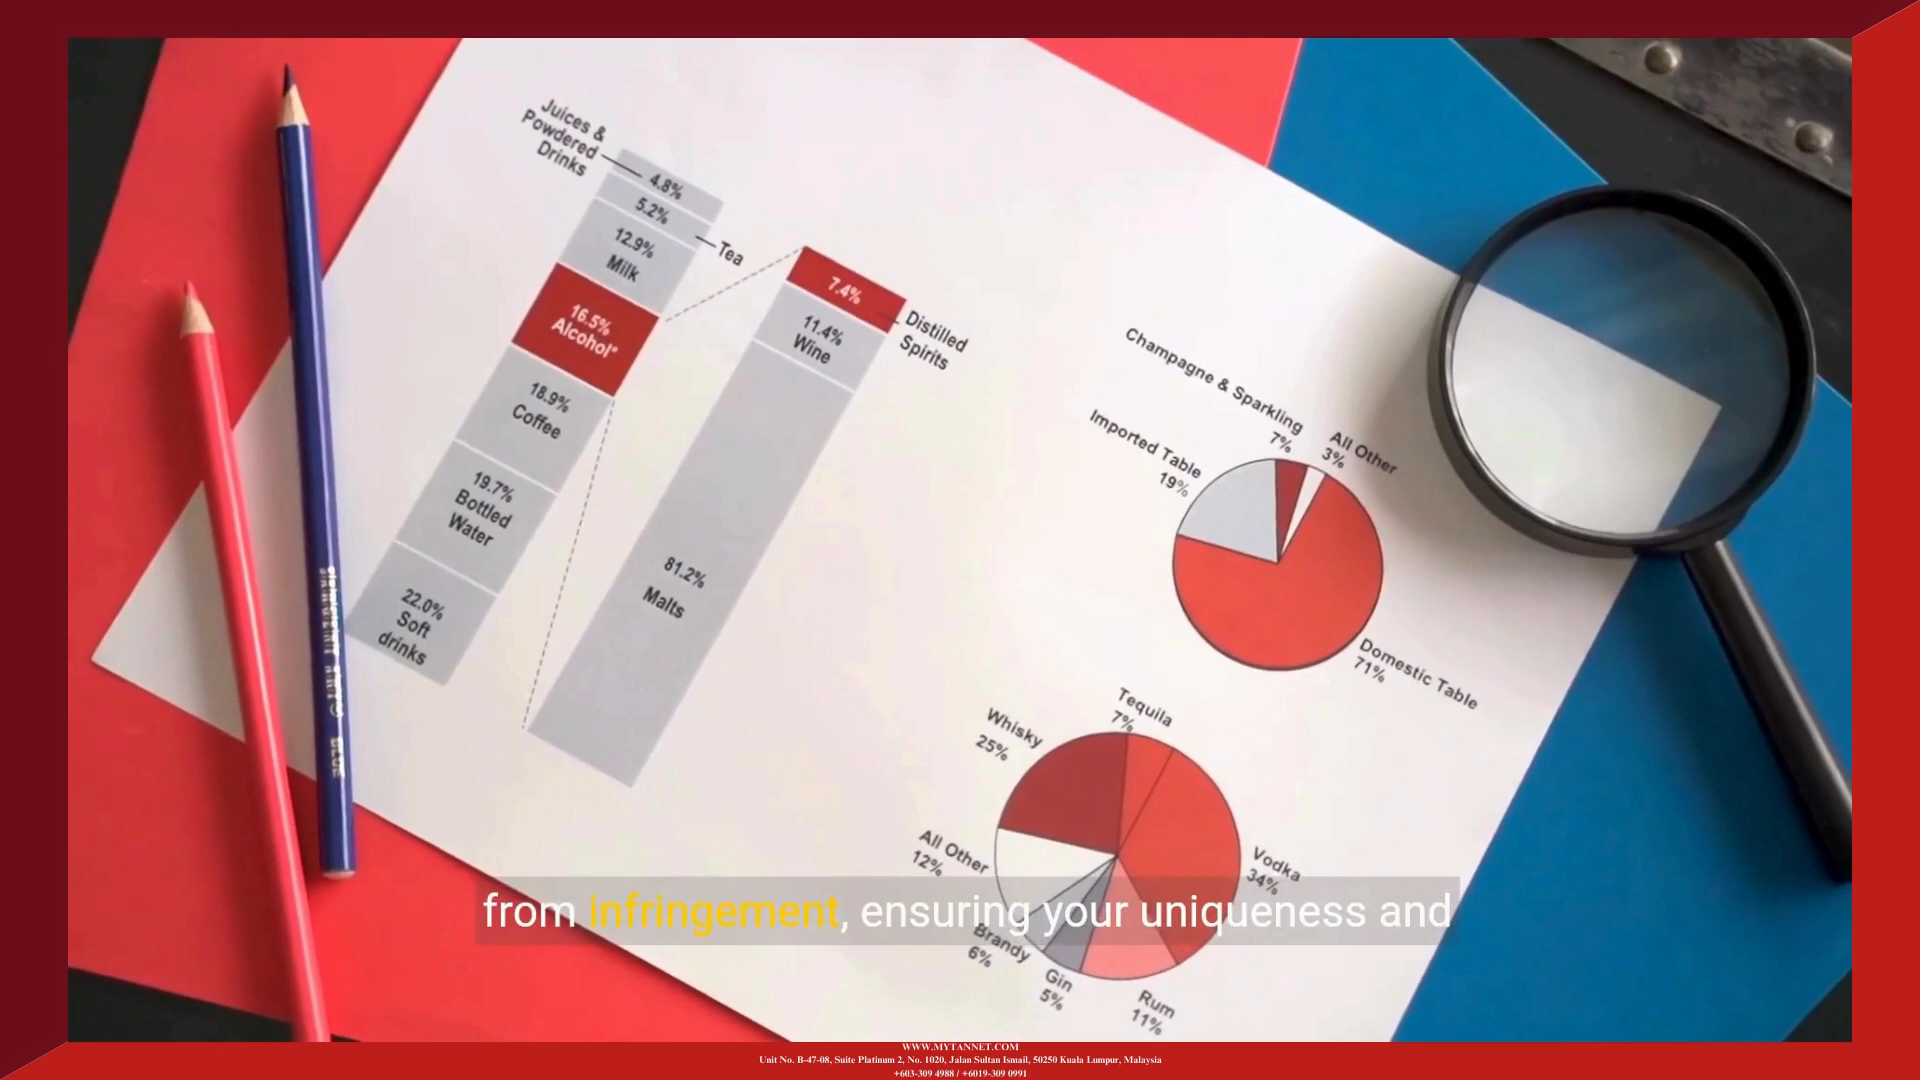 Juices &
Powdered
Drinks
4.8%
5.2%
Tea
12.9%
Milk
16.5%
Alcohol*
18.9%
Coffee
19.7%
Bottled
Water
22.0%
Soft
drinks
7.4%
Distilled
Spirits
11.4%
Wine
81.2%
Malts
Champagne & Sparkling
7%
All Other
3%
Imported Table
19%
Domestic Table
71%
Tequila
7%
Whisky
25%
Vodka
34%
All Other
12%
Brandy
6%
Gin
5%
Rum
11%
BLUE
from infringement, ensuring your uniqueness and
WWW.MYTANNET.COM
Unit No. B-47-08, Suite Platinum 2, No. 1020, Jalan Sultan Ismail, 50250 Kuala Lumpur, Malaysia
+603-309 4988 / +6019-309 0991